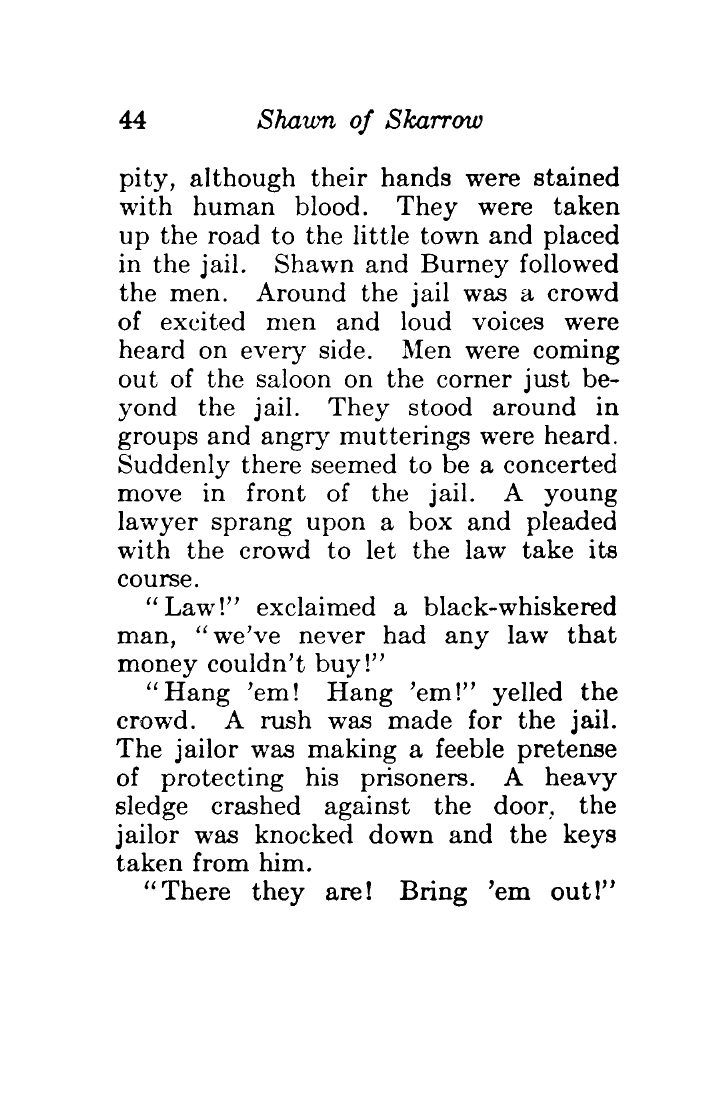 44 Shawn of Skarrow
pity, although their hands were stained
with human blood. They were taken
up the road to the little town and placed
in the jail. Shawn and Burney followed
the men. Around the jail was a crowd
of excited men and loud voices were
heard on every side. Men were coming
out of the saloon on the corner just be-
yond the jail. They stood around in
groups and angry mutterings were heard.
Suddenly there seemed to be a concerted
move in front of the jail. A young
lawyer sprang upon a box and pleaded
with the crowd to let the law take its
course.
"Law!" exclaimed a black-whiskered
man, "we've never had any law that
money couldn't buy!"
"Hang 'em! Hang 'em!" yelled the
crowd. A rush was made for the jail.
The jailor was making a feeble pretense
of protecting his prisoners. A heavy
sledge crashed against the door, the
jailor was knocked down and the keys
taken from him.
"There they are! Bring 'em out!"